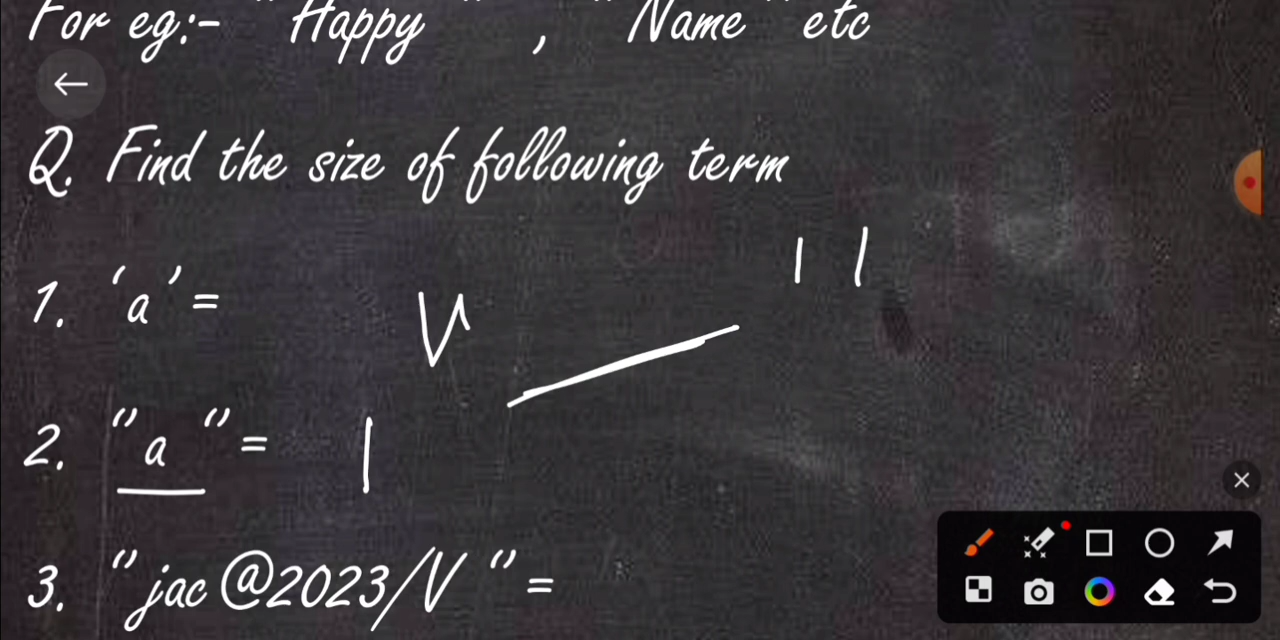 For eg:- "Happy ", "Name "etc
Q. Find the size of following term
1. 'a' =
2. "a " = |
3. "jac@2023/V " =